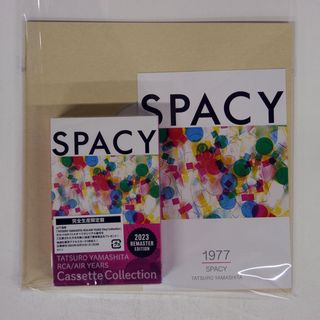 SPACY
SPACY
完全生産限定盤
2023
REMASTER
EDITION
TATSURO YAMASHITA
RCA/AIR YEARS
Cassette Collection
1977
SPACY
TATSURO YAMASHITA